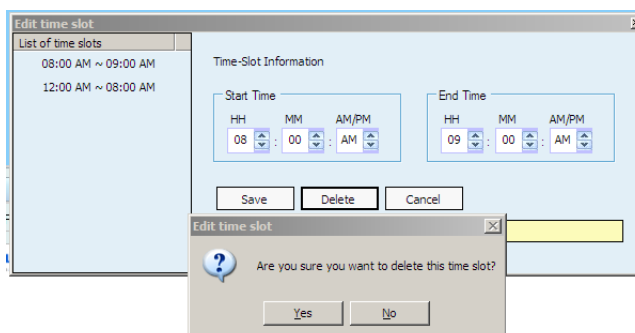 Edit time slot
List of time slots
08:00 AM ~ 09:00 AM
12:00 AM ~ 08:00 AM
Time-Slot Information
Start Time
End Time
HH MM AM/PM
HH MM AM/PM
08 : 00 : AM
09 : 00 : AM
Save Delete Cancel
Edit time slot
Are you sure you want to delete this time slot?
Yes No